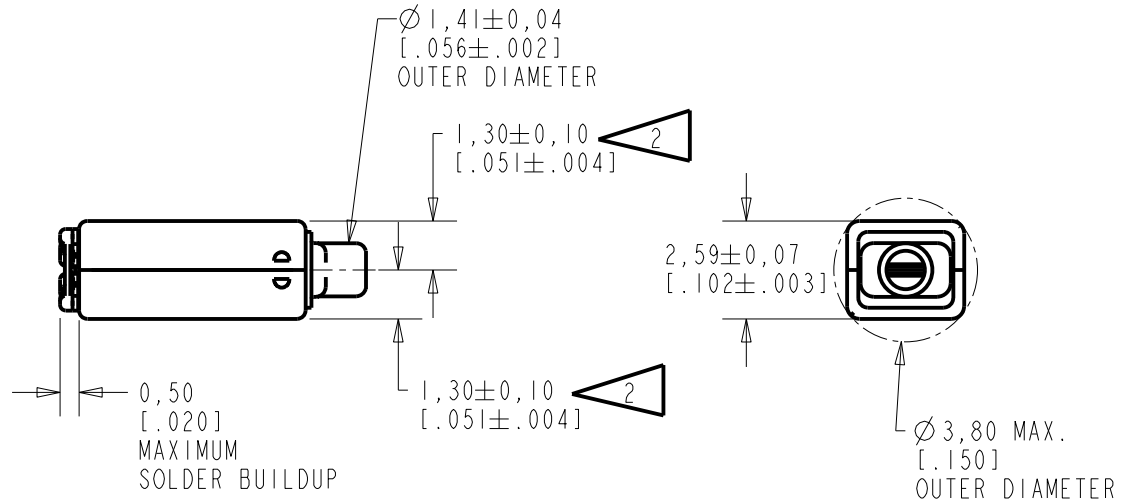 Ø1,41±0,04
[.056±.002]
OUTER DIAMETER
1,30±0,10
[.051±.004]
2
2,59±0,07
[.102±.003]
1,30±0,10
[.051±.004]
2
0,50
[.020]
MAXIMUM
SOLDER BUILDUP
Ø3,80 MAX.
[.150]
OUTER DIAMETER